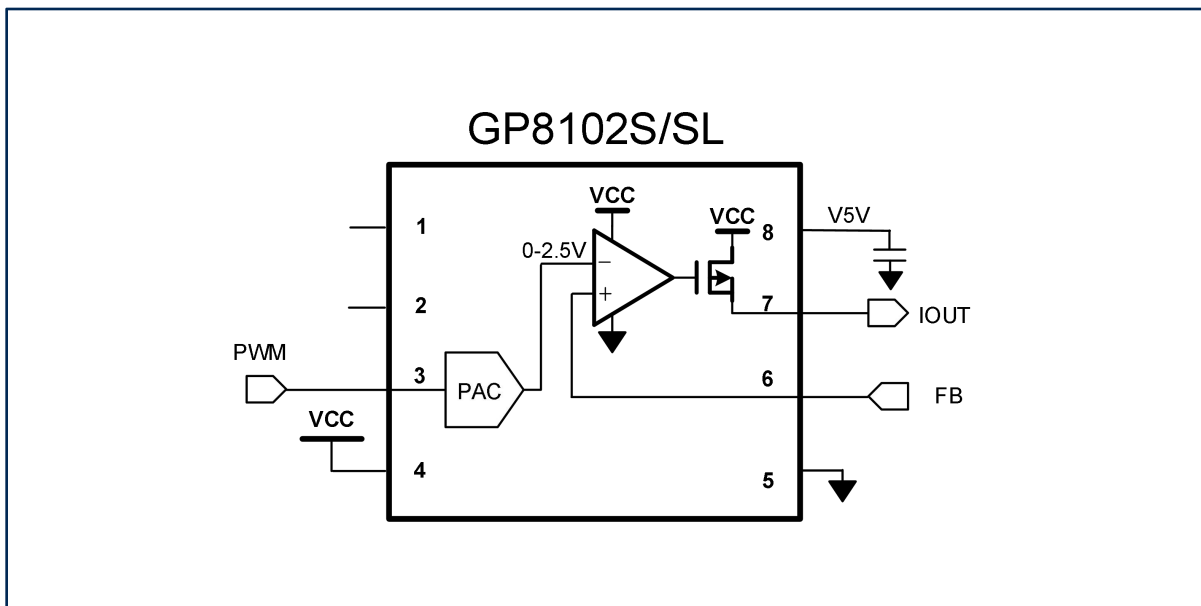 GP8102S/SL
VCC
VCC
V5V
1
8
0-2.5V
−
+
2
7
IOUT
PWM
3
PAC
6
FB
VCC
4
5